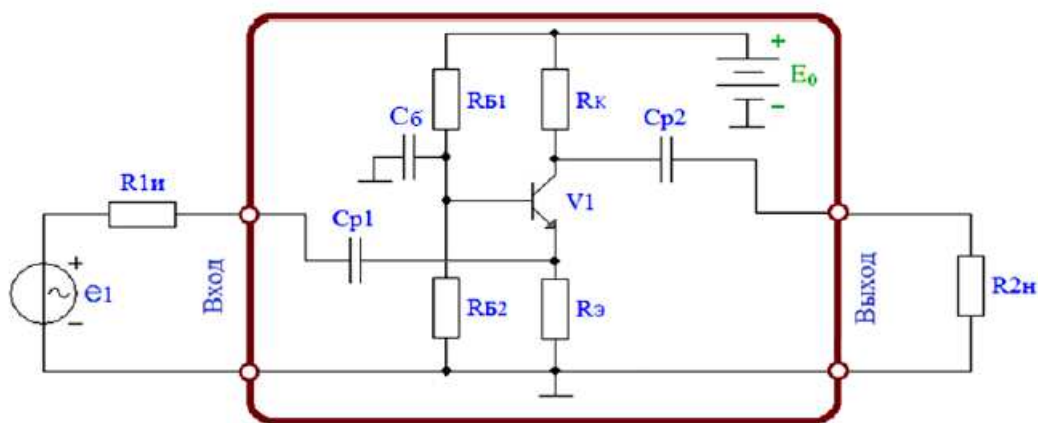 +
RБ1
Rк
E₀
Cб
−
Cр2
R1и
V1
Cр1
+
e1
−
Вход
RБ2
Rэ
Выход
R2н